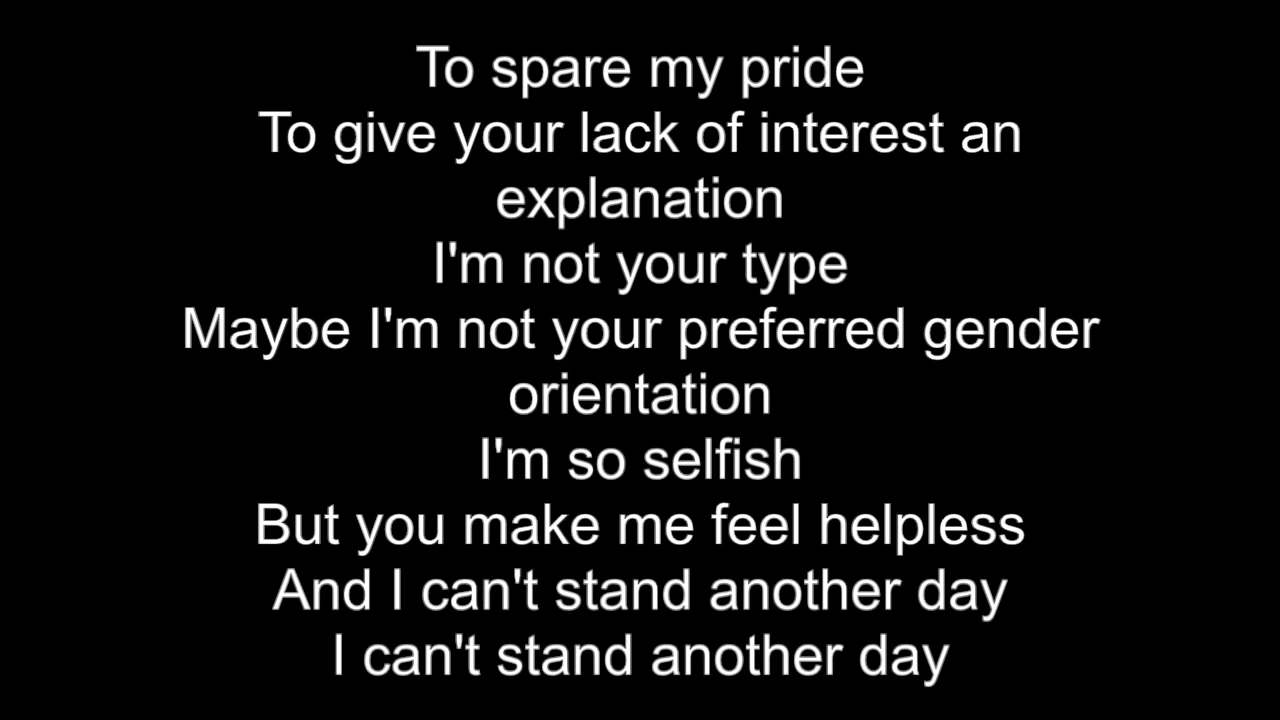 To spare my pride
To give your lack of interest an
explanation
I'm not your type
Maybe I'm not your preferred gender
orientation
I'm so selfish
But you make me feel helpless
And I can't stand another day
I can't stand another day